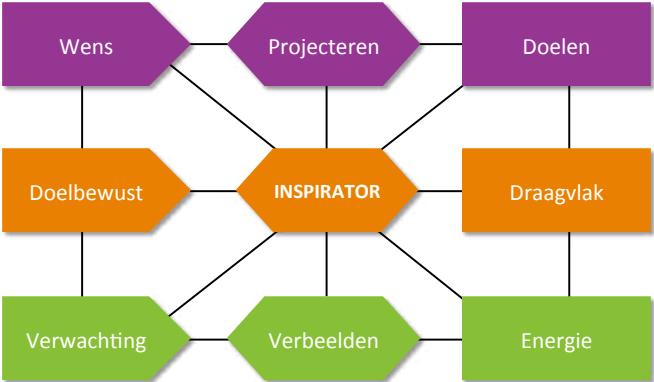 Wens
Projecteren
Doelen
Doelbewust
INSPIRATOR
Draagvlak
Verwachting
Verbeelden
Energie